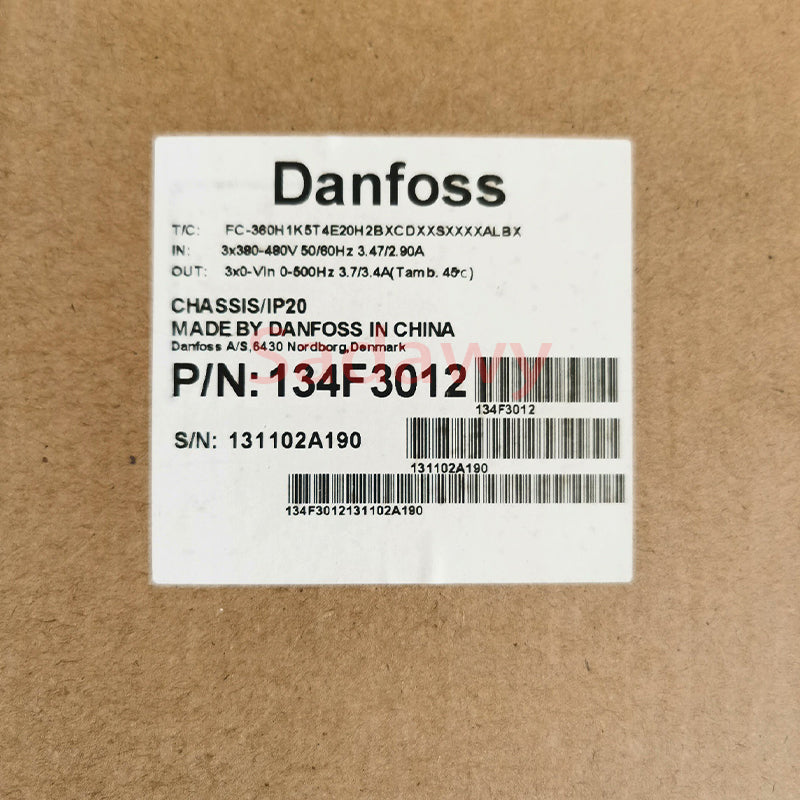 Danfoss
T/C: FC-360H1K5T4E20H2BXCDXXSXXXXALBX
IN: 3x380-480V 50/60Hz 3.47/2.90A
OUT: 3x0-Vin 0-500Hz 3.7/3.4A(Tamb. 45°c)
CHASSIS/IP20
MADE BY DANFOSS IN CHINA
Danfoss A/S,6430 Nordborg,Denmark
Sadawy
P/N: 134F3012
134F3012
S/N: 131102A190
131102A190
134F3012131102A190